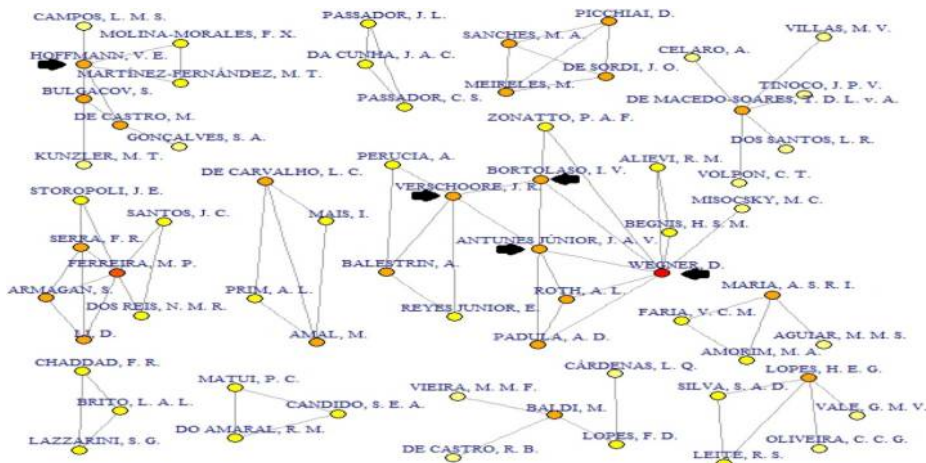 CAMPOS, L. M. S.
MOLINA-MORALES, F. X.
HOFFMANN, V. E.
MARTÍNEZ-FERNÁNDEZ, M. T.
BULGACOV, S.
DE CASTRO, M.
GONÇALVES, S. A.
KUNZLER, M. T.
PASSADOR, J. L.
DA CUNHA, J. A. C.
PASSADOR, C. S.
PICCHIAI, D.
SANCHES, M. A.
DE SORDI, J. O.
MEIRELES, M.
VILLAS, M. V.
CELARO, A.
TINOCO, J. P. V.
DE MACEDO-SOARES, T. D. L. v. A.
DOS SANTOS, L. R.
VOLPON, C. T.
STOROPOLI, J. E.
SANTOS, J. C.
SERRA, F. R.
FERREIRA, M. P.
ARMAGAN, S.
DOS REIS, N. M. R.
LI, D.
DE CARVALHO, L. C.
MAIS, I.
PRIM, A. L.
AMAL, M.
ZONATTO, P. A. F.
PERUCIA, A.
BORTOLASO, I. V.
ALIEVI, R. M.
VERSCHOORE, J. R.
MISOCSKY, M. C.
BEGNIS, H. S. M.
ANTUNES JÚNIOR, J. A. V.
BALESTRIN, A.
WEGNER, D.
ROTH, A. L.
REYES JUNIOR, E.
PADULA, A. D.
MARIA, A. S. R. I.
FARIA, V. C. M.
AGUIAR, M. M. S.
AMORIM, M. A.
CHADDAD, F. R.
BRITO, L. A. L.
LAZZARINI, S. G.
MATUI, P. C.
CANDIDO, S. E. A.
DO AMARAL, R. M.
CÁRDENAS, L. Q.
VIEIRA, M. M. F.
BALDI, M.
LOPES, F. D.
DE CASTRO, R. B.
LOPES, H. E. G.
SILVA, S. A. D.
VALE, G. M. V.
OLIVEIRA, C. C. G.
LEITE, R. S.